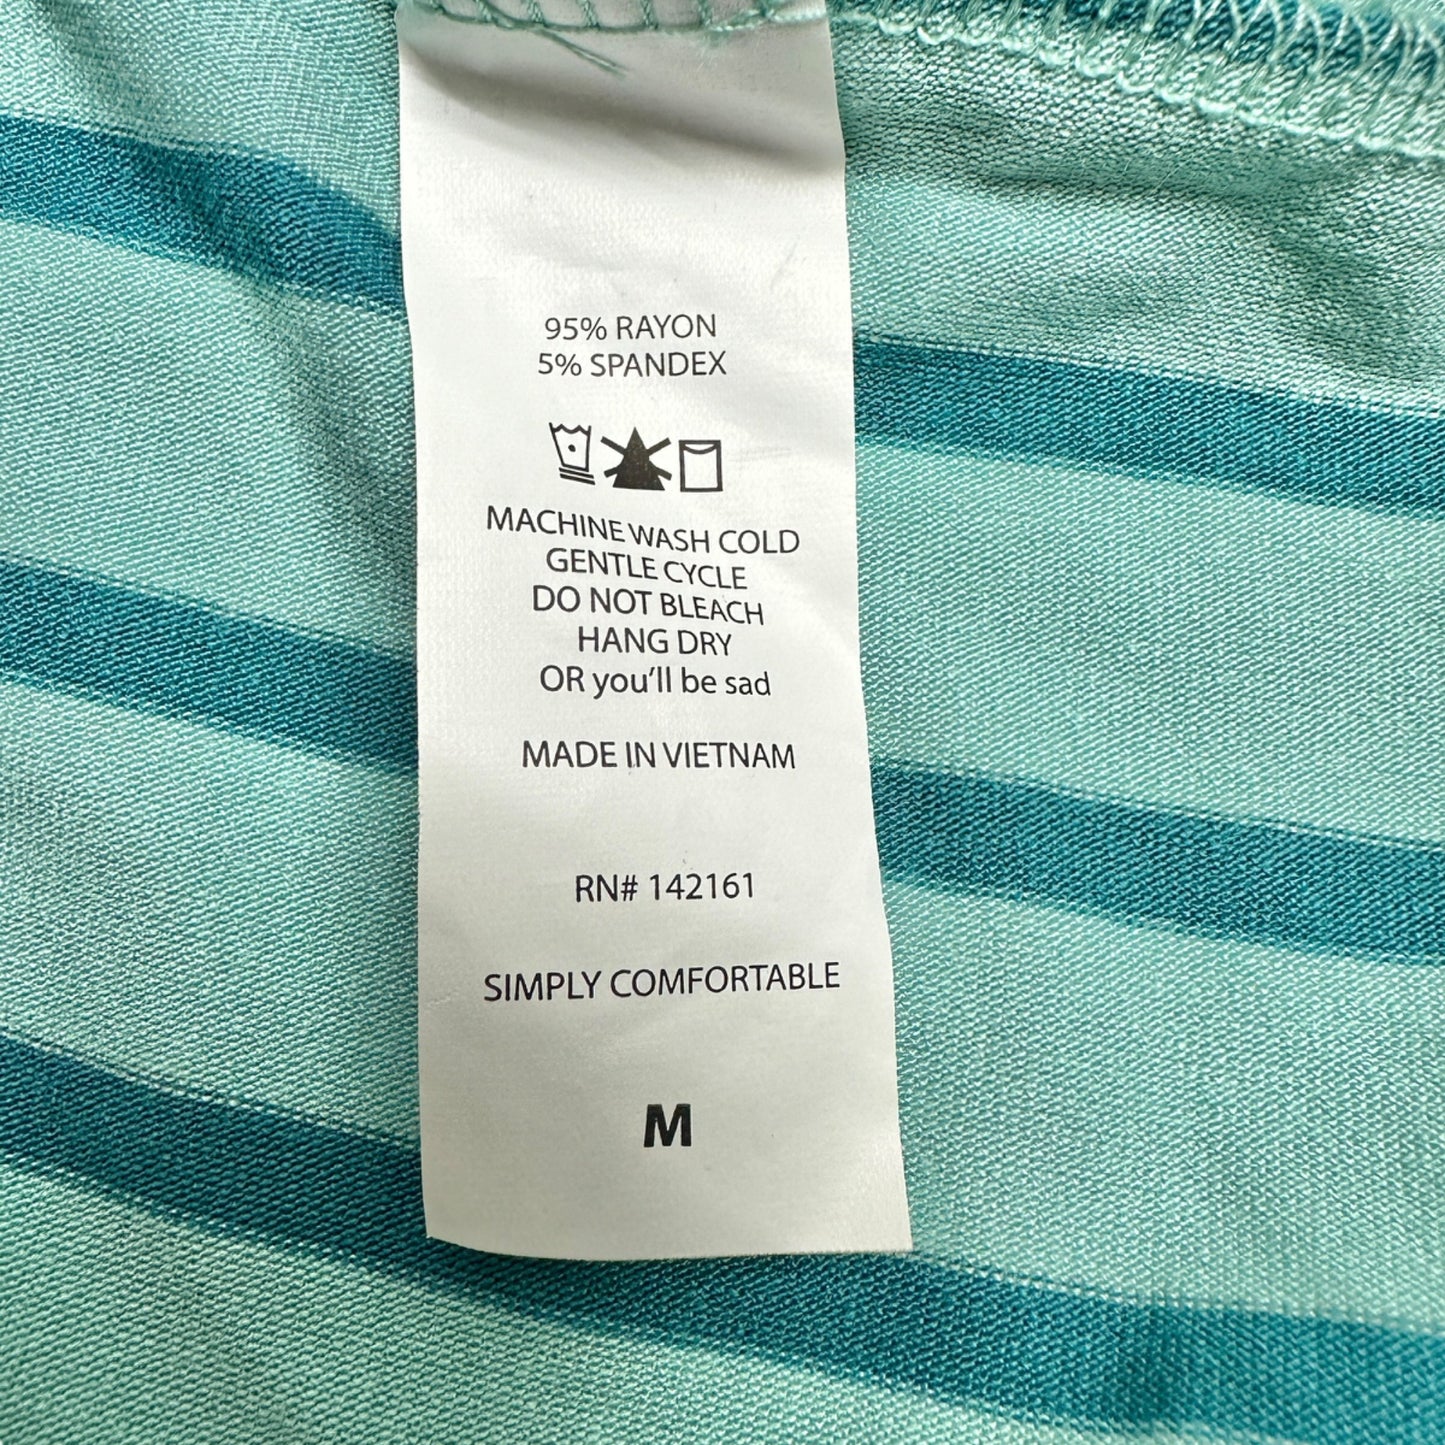 95% RAYON
5% SPANDEX
MACHINE WASH COLD
GENTLE CYCLE
DO NOT BLEACH
HANG DRY
OR you'll be sad
MADE IN VIETNAM
RN# 142161
SIMPLY COMFORTABLE
M